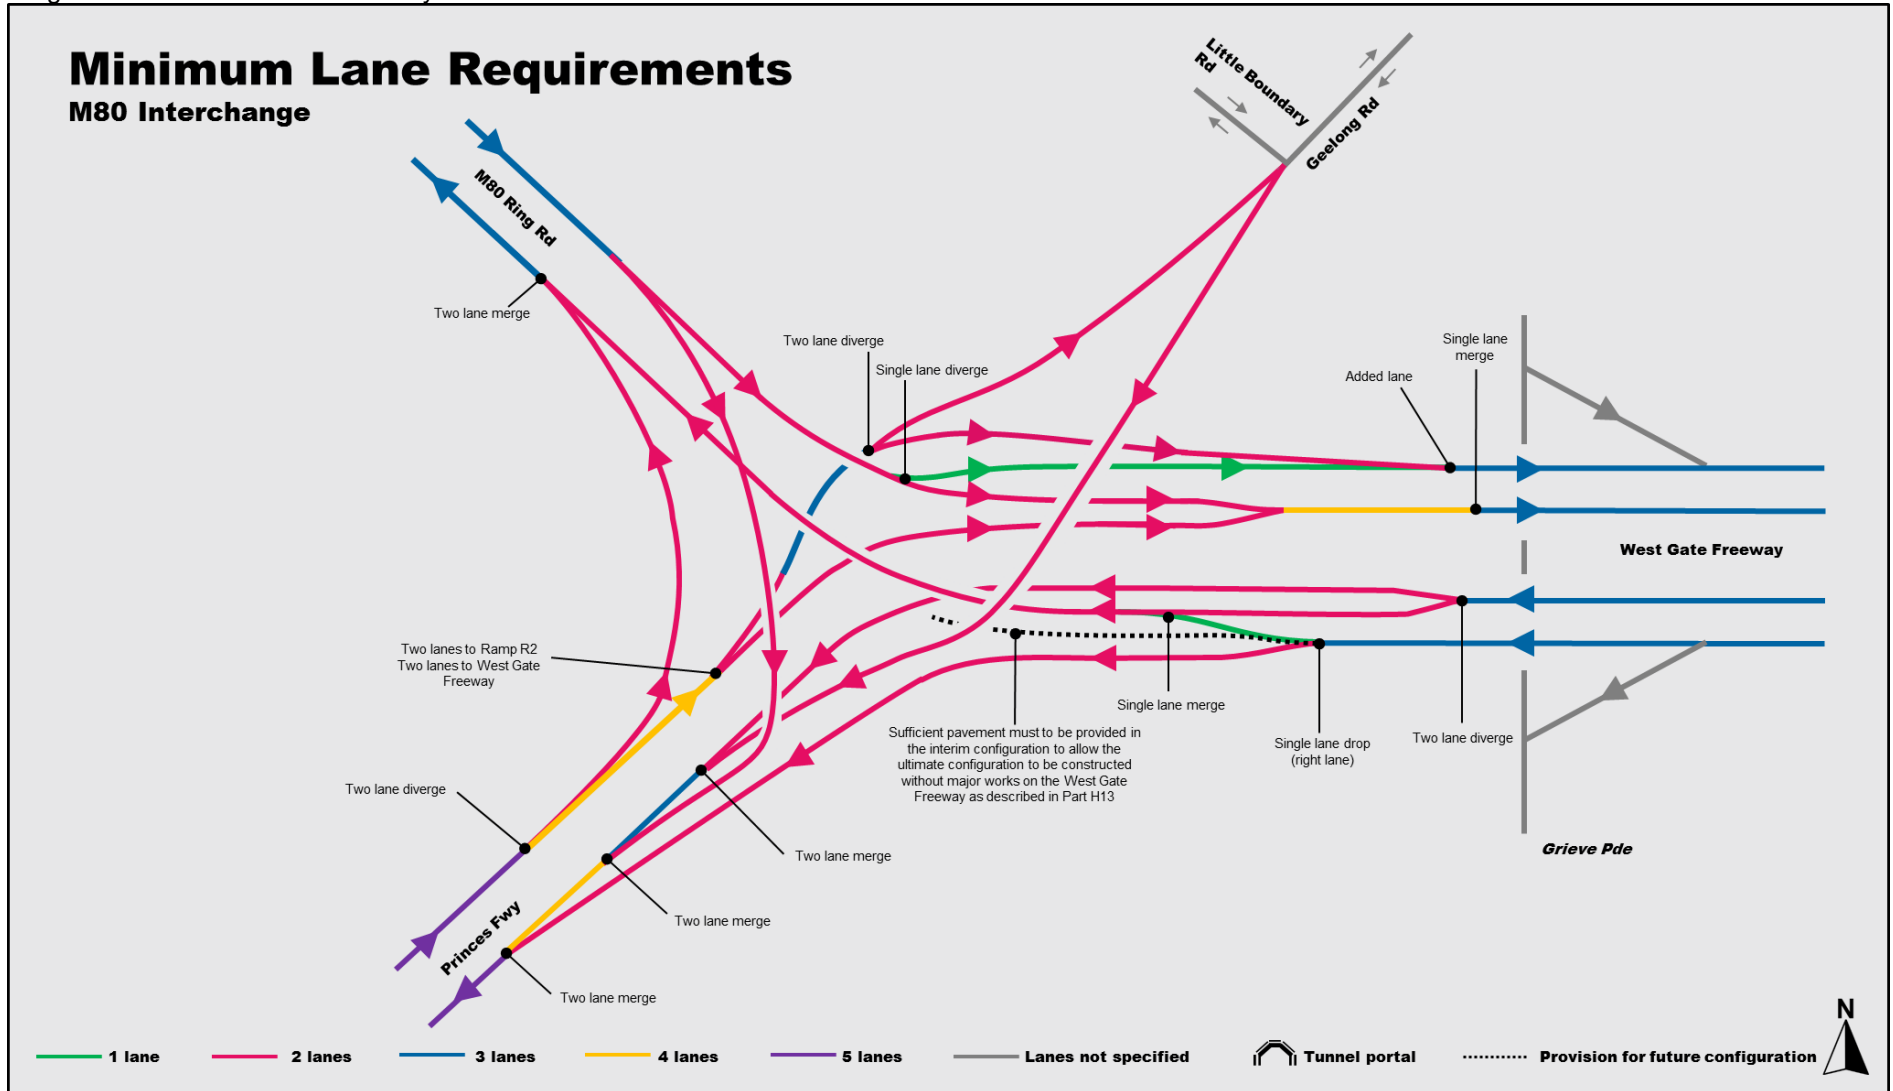 Minimum Lane Requirements
M80 Interchange
Little Boundary
Rd
Geelong Rd
M80 Ring Rd
Two lane merge
Two lane diverge
Single lane diverge
Single lane
merge
Added lane
West Gate Freeway
Two lanes to Ramp R2
Two lanes to West Gate
Freeway
Single lane merge
Sufficient pavement must to be provided in
the interim configuration to allow the
ultimate configuration to be constructed
without major works on the West Gate
Freeway as described in Part H13
Single lane drop
(right lane)
Two lane diverge
Two lane diverge
Grieve Pde
Two lane merge
Two lane merge
Princes Fwy
Two lane merge
N
1 lane
2 lanes
3 lanes
4 lanes
5 lanes
Lanes not specified
Tunnel portal
Provision for future configuration